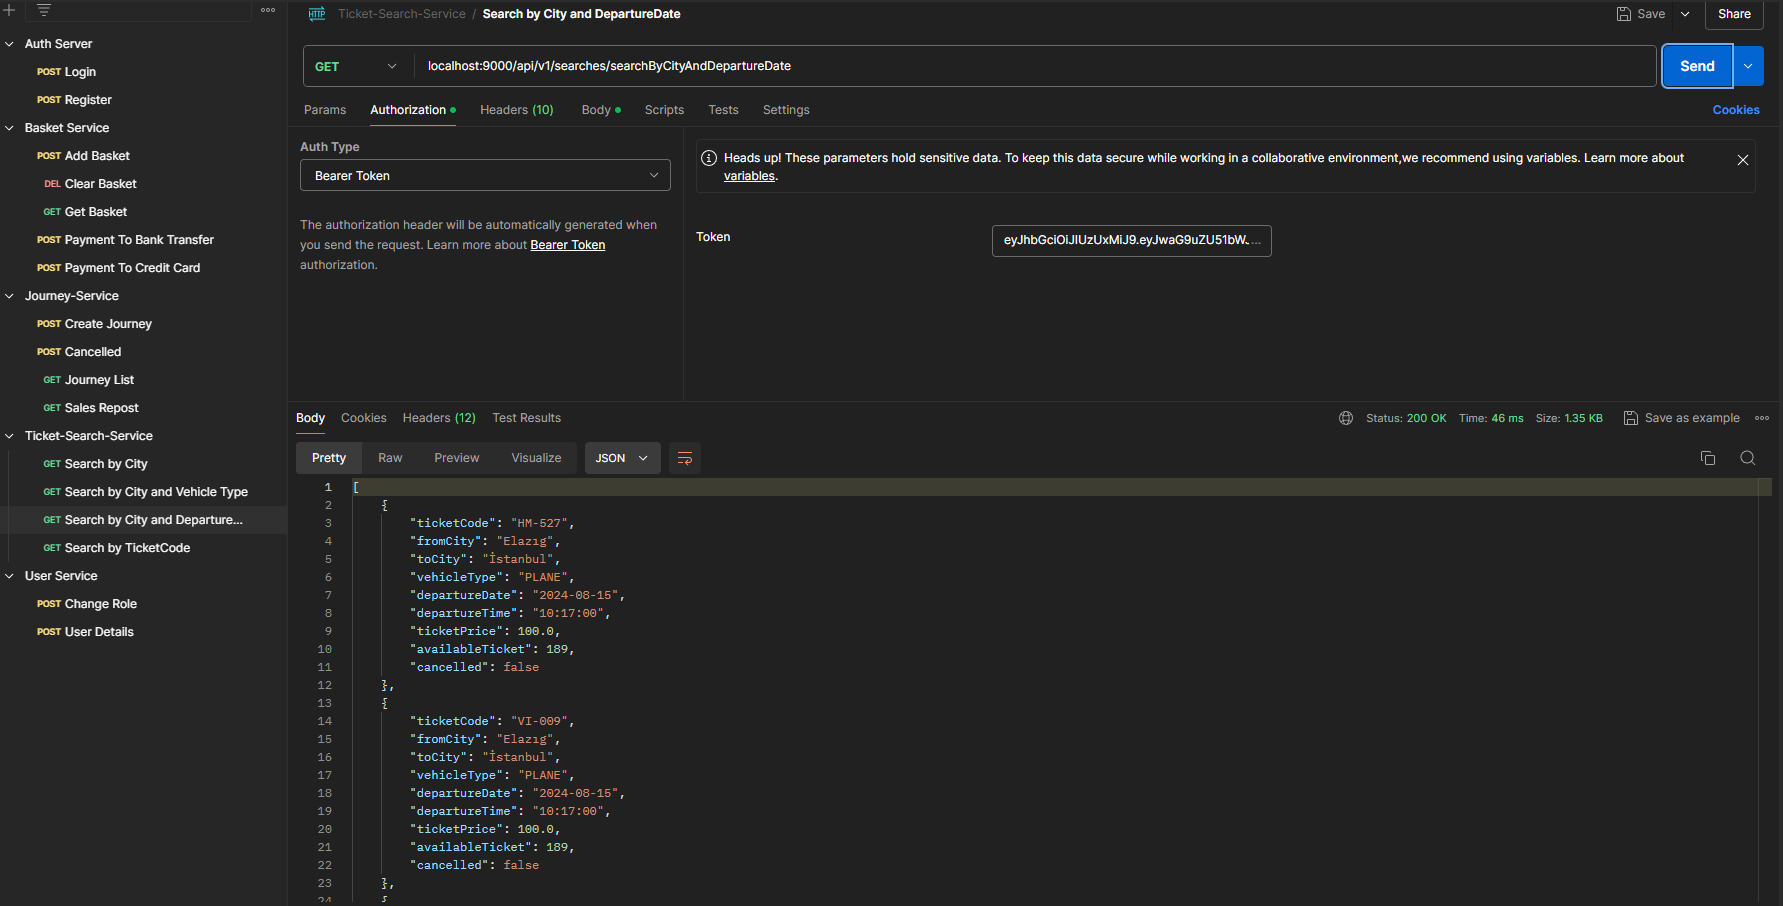 Ticket-Search-Service / Search by City and DepartureDate
Save
Share
Auth Server
POST Login
POST Register
Basket Service
POST Add Basket
DEL Clear Basket
GET Get Basket
POST Payment To Bank Transfer
POST Payment To Credit Card
Journey-Service
POST Create Journey
POST Cancelled
GET Journey List
GET Sales Repost
Ticket-Search-Service
GET Search by City
GET Search by City and Vehicle Type
GET Search by City and Departure...
GET Search by TicketCode
User Service
POST Change Role
POST User Details
HTTP
GET localhost:9000/api/v1/searches/searchByCityAndDepartureDate
Send
Params Authorization Headers (10) Body Scripts Tests Settings
Cookies
Auth Type
Bearer Token
The authorization header will be automatically generated when
you send the request. Learn more about Bearer Token
authorization.
Heads up! These parameters hold sensitive data. To keep this data secure while working in a collaborative environment,we recommend using variables. Learn more about
variables.
Token
eyJhbGciOiJIUzUxMiJ9.eyJwaG9uZU51bW. ...
Body Cookies Headers (12) Test Results
Status: 200 OK Time: 46 ms Size: 1.35 KB Save as example
Pretty Raw Preview Visualize JSON
1 [
2 {
3 "ticketCode": "HM-527",
4 "fromCity": "Elazıg",
5 "toCity": "İstanbul",
6 "vehicleType": "PLANE",
7 "departureDate": "2024-08-15",
8 "departureTime": "10:17:00",
9 "ticketPrice": 100.0,
10 "availableTicket": 189,
11 "cancelled": false
12 },
13 {
14 "ticketCode": "VI-009",
15 "fromCity": "Elazıg",
16 "toCity": "İstanbul",
17 "vehicleType": "PLANE",
18 "departureDate": "2024-08-15",
19 "departureTime": "10:17:00",
20 "ticketPrice": 100.0,
21 "availableTicket": 189,
22 "cancelled": false
23 },
24 {